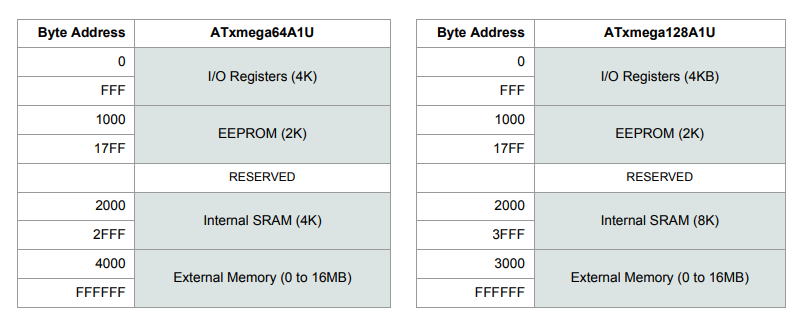 Byte Address ATxmega64A1U
0
I/O Registers (4K)
FFF
1000
EEPROM (2K)
17FF
RESERVED
2000
Internal SRAM (4K)
2FFF
4000
External Memory (0 to 16MB)
FFFFFF
Byte Address ATxmega128A1U
0
I/O Registers (4KB)
FFF
1000
EEPROM (2K)
17FF
RESERVED
2000
Internal SRAM (8K)
3FFF
3000
External Memory (0 to 16MB)
FFFFFF